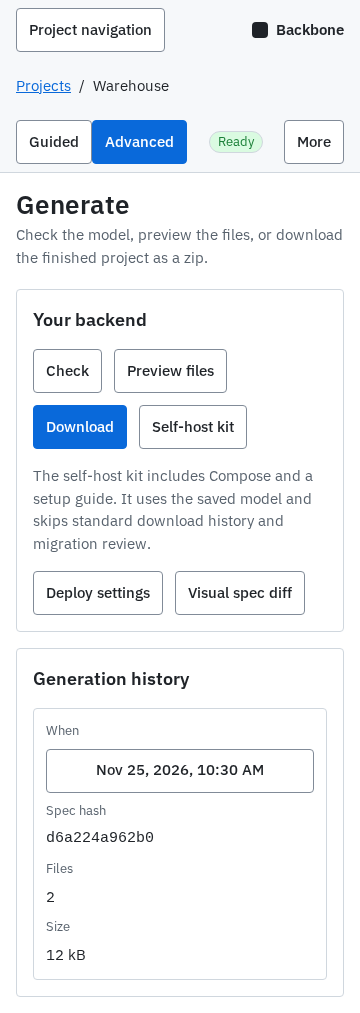 Project navigation
Backbone
Projects / Warehouse
Guided
Advanced
Ready
More
Generate
Check the model, preview the files, or download
the finished project as a zip.
Your backend
Check
Preview files
Download
Self-host kit
The self-host kit includes Compose and a
setup guide. It uses the saved model and
skips standard download history and
migration review.
Deploy settings
Visual spec diff
Generation history
When
Nov 25, 2026, 10:30 AM
Spec hash
d6a224a962b0
Files
2
Size
12 kB